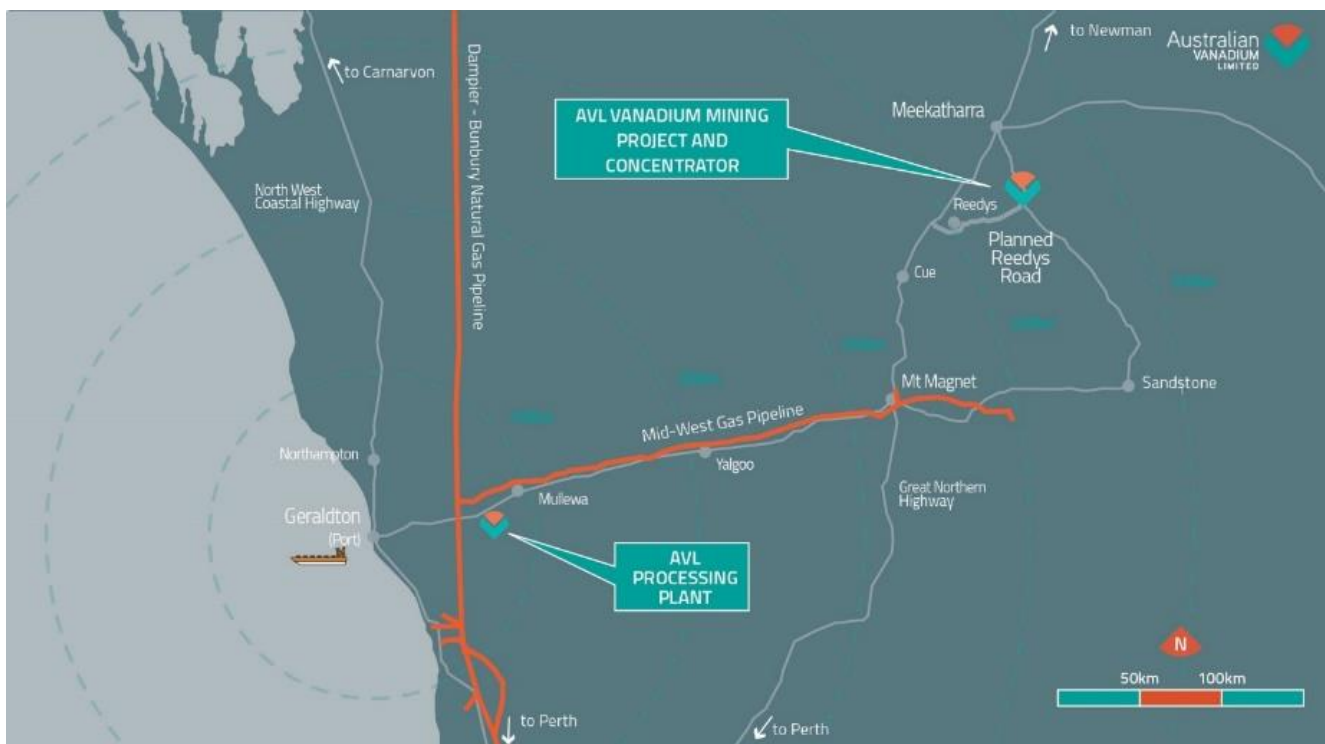 to Newman
Australian
VANADIUM
LIMITED
to Carnarvon
Dampier - Bunbury Natural Gas Pipeline
AVL VANADIUM MINING
PROJECT AND
CONCENTRATOR
Meekatharra
North West
Coastal Highway
Reedys
Planned
Reedys
Road
Cue
Mt Magnet
Sandstone
Mid-West Gas Pipeline
Northampton
Yalgoo
Mullewa
Great Northern
Highway
Geraldton
(Port)
AVL
PROCESSING
PLANT
N
50km 100km
to Perth
to Perth